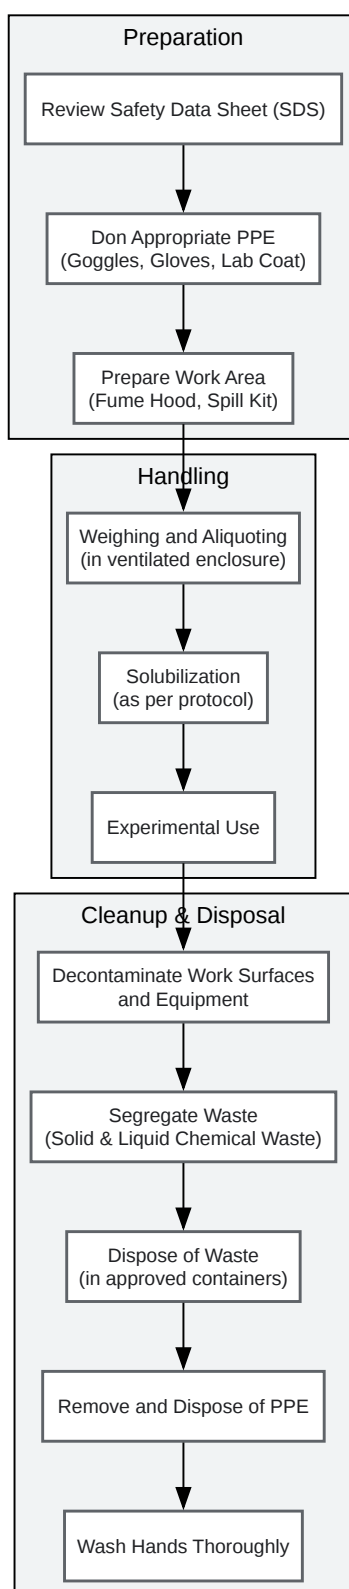 Preparation
Review Safety Data Sheet (SDS)
Don Appropriate PPE
(Goggles, Gloves, Lab Coat)
Prepare Work Area
(Fume Hood, Spill Kit)
Handling
Weighing and Aliquoting
(in ventilated enclosure)
Solubilization
(as per protocol)
Experimental Use
Cleanup & Disposal
Decontaminate Work Surfaces
and Equipment
Segregate Waste
(Solid & Liquid Chemical Waste)
Dispose of Waste
(in approved containers)
Remove and Dispose of PPE
Wash Hands Thoroughly